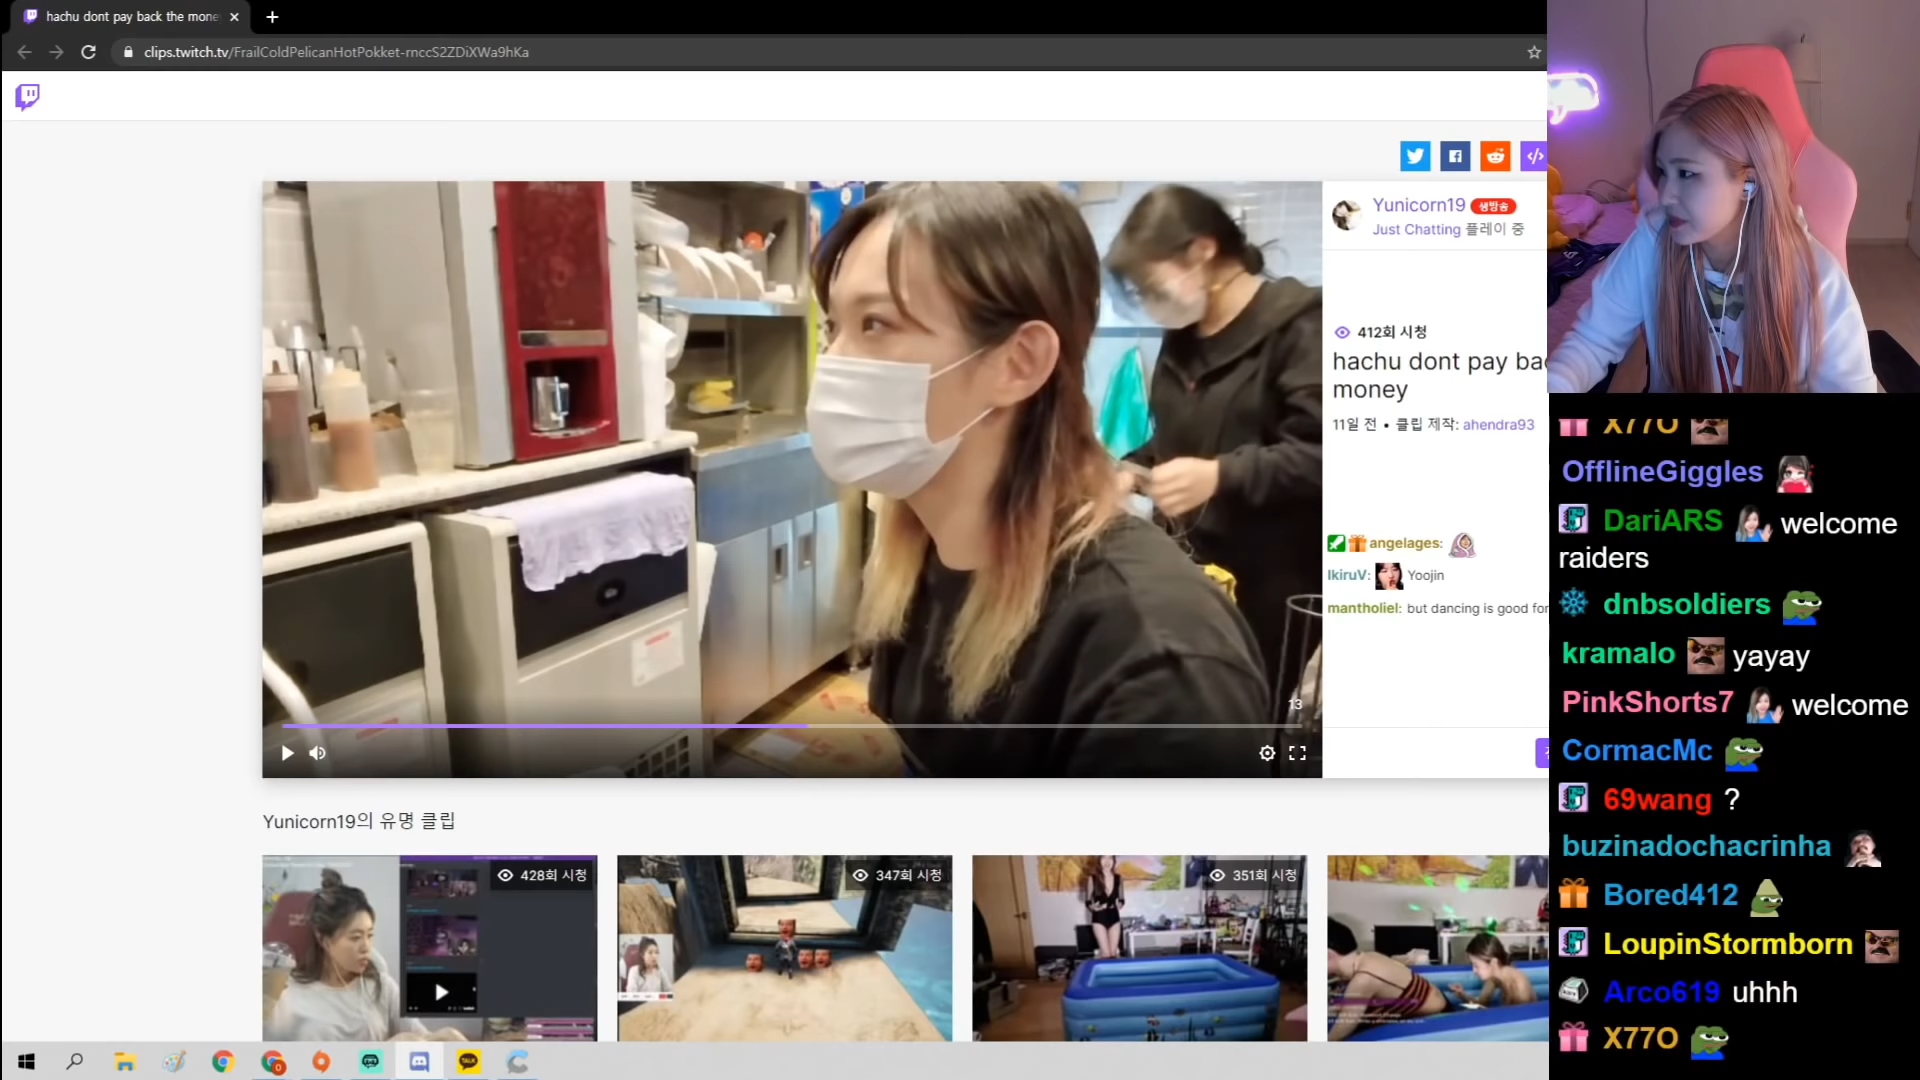 hachu dont pay back the mone
clips.twitch.tv/FrailColdPelicanHotPokket-rnccS2ZDiXWa9hKa
Yunicorn19 생방송
Just Chatting 플레이 중
412회 시청
hachu dont pay bac
money
11일 전 • 클립 제작: ahendra93
angelages:
IkiruV: Yoojin
mantholiel: but dancing is good for
13
Yunicorn19의 유명 클립
428회 시청
347회 시청
351회 시청
TALK
X77O
OfflineGiggles
DariARS welcome
raiders
dnbsoldiers
kramalo yayay
PinkShorts7 welcome
CormacMc
69wang ?
buzinadochacrinha
Bored412
LoupinStormborn
Arco619 uhhh
X77O